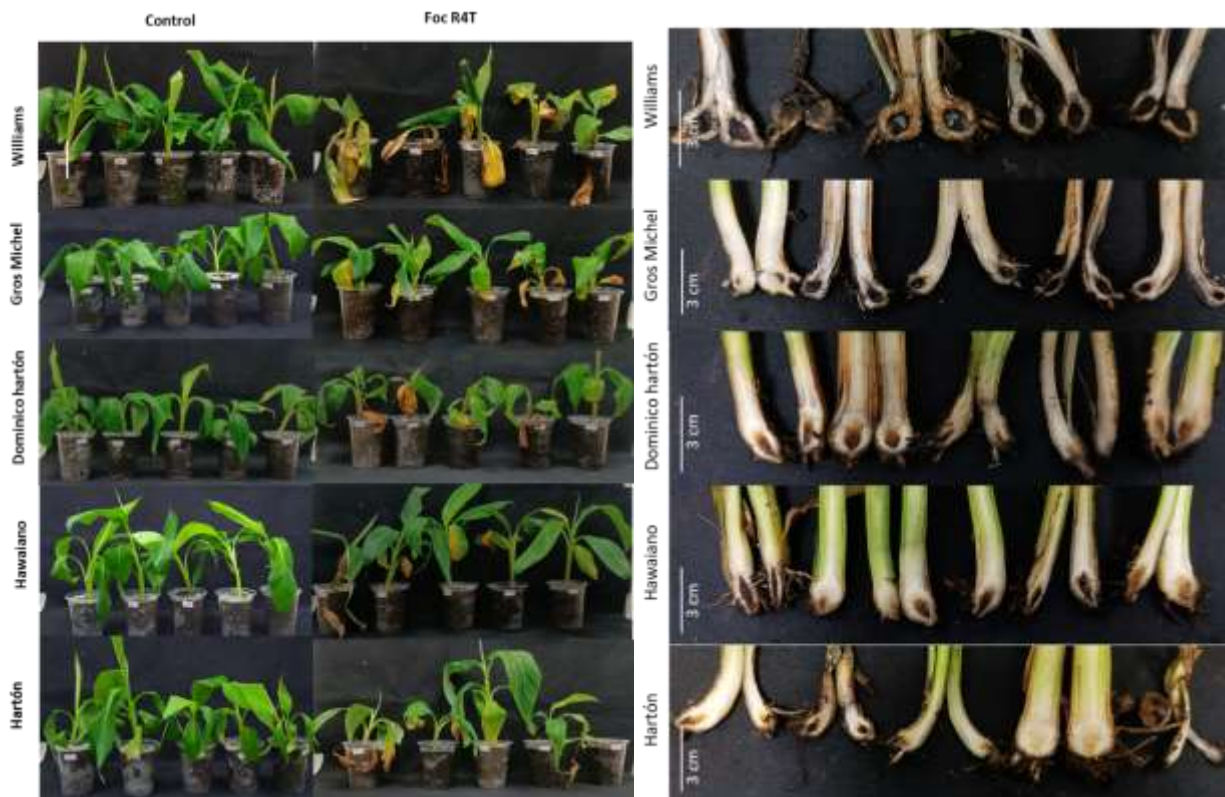 Control
Foc R4T
Williams
Gros Michel
Dominico hartón
Hawaiano
Hartón
Williams
3 cm
Gros Michel
3 cm
Dominico hartón
3 cm
Hawaiano
3 cm
Hartón
3 cm